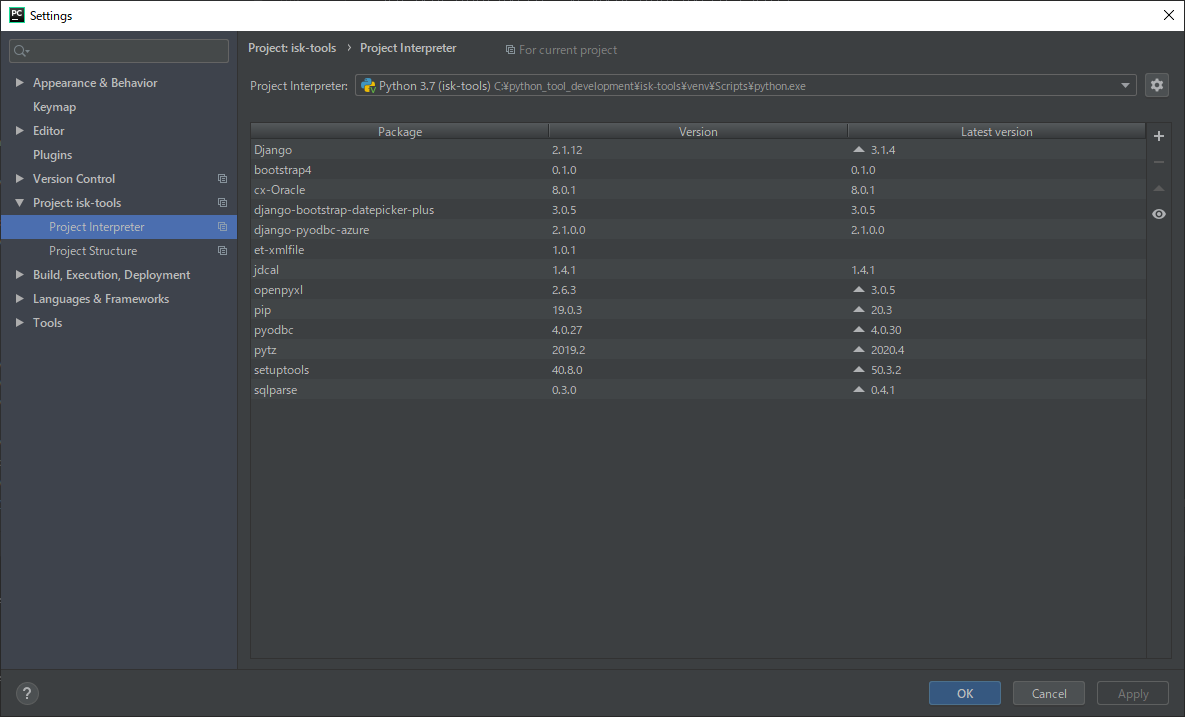 PC Settings
Project: isk-tools › Project Interpreter For current project
Appearance & Behavior
Keymap
Editor
Plugins
Version Control
Project: isk-tools
Project Interpreter
Project Structure
Build, Execution, Deployment
Languages & Frameworks
Tools
Project Interpreter: Python 3.7 (isk-tools) C:¥python_tool_development¥isk-tools¥venv¥Scripts¥python.exe
Package Version Latest version
Django 2.1.12 3.1.4
bootstrap4 0.1.0 0.1.0
cx-Oracle 8.0.1 8.0.1
django-bootstrap-datepicker-plus 3.0.5 3.0.5
django-pyodbc-azure 2.1.0.0 2.1.0.0
et-xmlfile 1.0.1
jdcal 1.4.1 1.4.1
openpyxl 2.6.3 3.0.5
pip 19.0.3 20.3
pyodbc 4.0.27 4.0.30
pytz 2019.2 2020.4
setuptools 40.8.0 50.3.2
sqlparse 0.3.0 0.4.1
? OK Cancel Apply